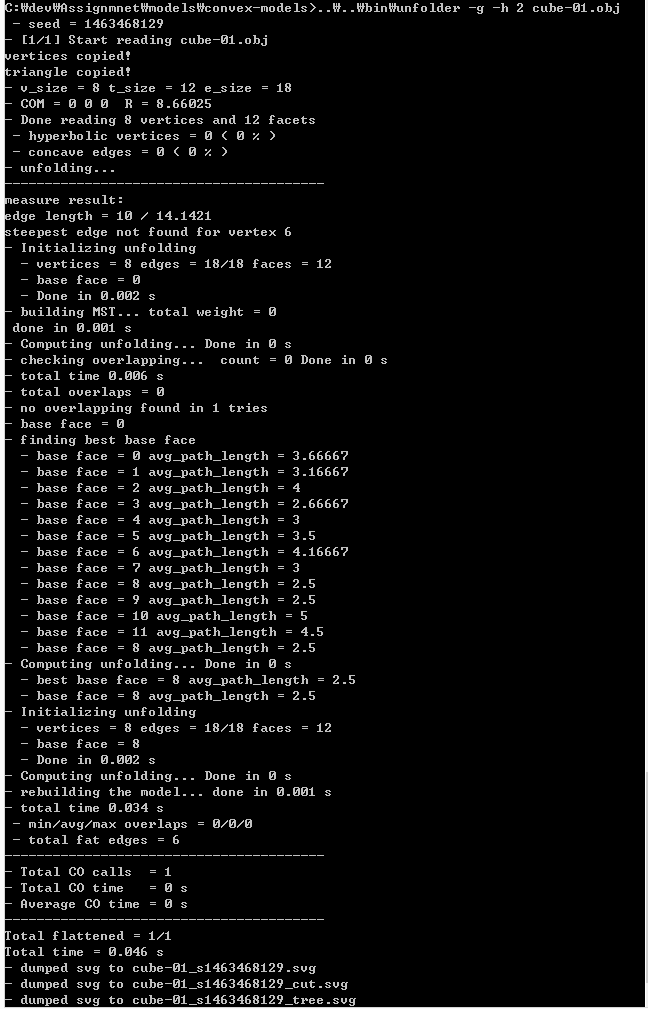 C:₩dev₩Assignmnet₩models₩convex-models>..₩..₩bin₩unfolder -g -h 2 cube-01.obj
 - seed = 1463468129
- [1/1] Start reading cube-01.obj
vertices copied!
triangle copied!
- v_size = 8 t_size = 12 e_size = 18
- COM = 0 0 0  R = 8.66025
- Done reading 8 vertices and 12 facets
 - hyperbolic vertices = 0 ( 0 % )
 - concave edges = 0 ( 0 % )
- unfolding...
----------------------------------------
measure result:
edge length = 10 / 14.1421
steepest edge not found for vertex 6
- Initializing unfolding
  - vertices = 8 edges = 18/18 faces = 12
  - base face = 0
  - Done in 0.002 s
- building MST... total weight = 0
 done in 0.001 s
- Computing unfolding... Done in 0 s
- checking overlapping...  count = 0 Done in 0 s
- total time 0.006 s
- total overlaps = 0
- no overlapping found in 1 tries
- base face = 0
- finding best base face
  - base face = 0 avg_path_length = 3.66667
  - base face = 1 avg_path_length = 3.16667
  - base face = 2 avg_path_length = 4
  - base face = 3 avg_path_length = 2.66667
  - base face = 4 avg_path_length = 3
  - base face = 5 avg_path_length = 3.5
  - base face = 6 avg_path_length = 4.16667
  - base face = 7 avg_path_length = 3
  - base face = 8 avg_path_length = 2.5
  - base face = 9 avg_path_length = 2.5
  - base face = 10 avg_path_length = 5
  - base face = 11 avg_path_length = 4.5
  - base face = 8 avg_path_length = 2.5
- Computing unfolding... Done in 0 s
  - best base face = 8 avg_path_length = 2.5
  - base face = 8 avg_path_length = 2.5
- Initializing unfolding
  - vertices = 8 edges = 18/18 faces = 12
  - base face = 8
  - Done in 0.002 s
- Computing unfolding... Done in 0 s
- rebuilding the model... done in 0.001 s
- total time 0.034 s
 - min/avg/max overlaps = 0/0/0
 - total fat edges = 6
----------------------------------------
- Total CO calls  = 1
- Total CO time   = 0 s
- Average CO time = 0 s
----------------------------------------
Total flattened = 1/1
Total time = 0.046 s
- dumped svg to cube-01_s1463468129.svg
- dumped svg to cube-01_s1463468129_cut.svg
- dumped svg to cube-01_s1463468129_tree.svg